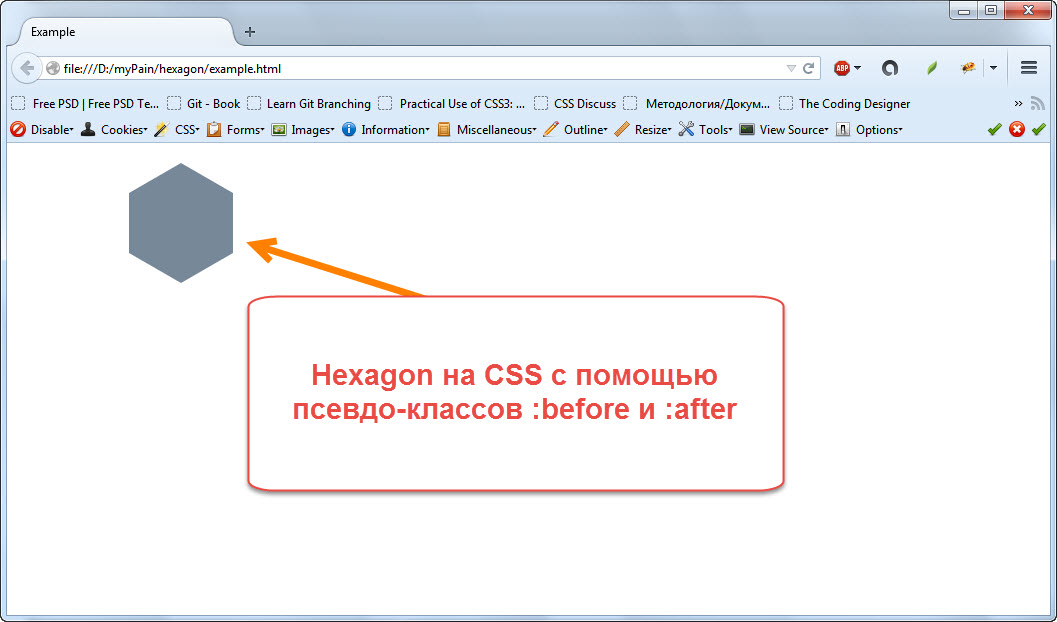 Example
file:///D:/myPain/hexagon/example.html
ABP
Free PSD | Free PSD Te... Git - Book Learn Git Branching Practical Use of CSS3: ... CSS Discuss Методология/Докум... The Coding Designer »
Disable Cookies CSS Forms Images Information Miscellaneous Outline Resize Tools View Source Options
Hexagon на CSS с помощью
псевдо-классов :before и :after